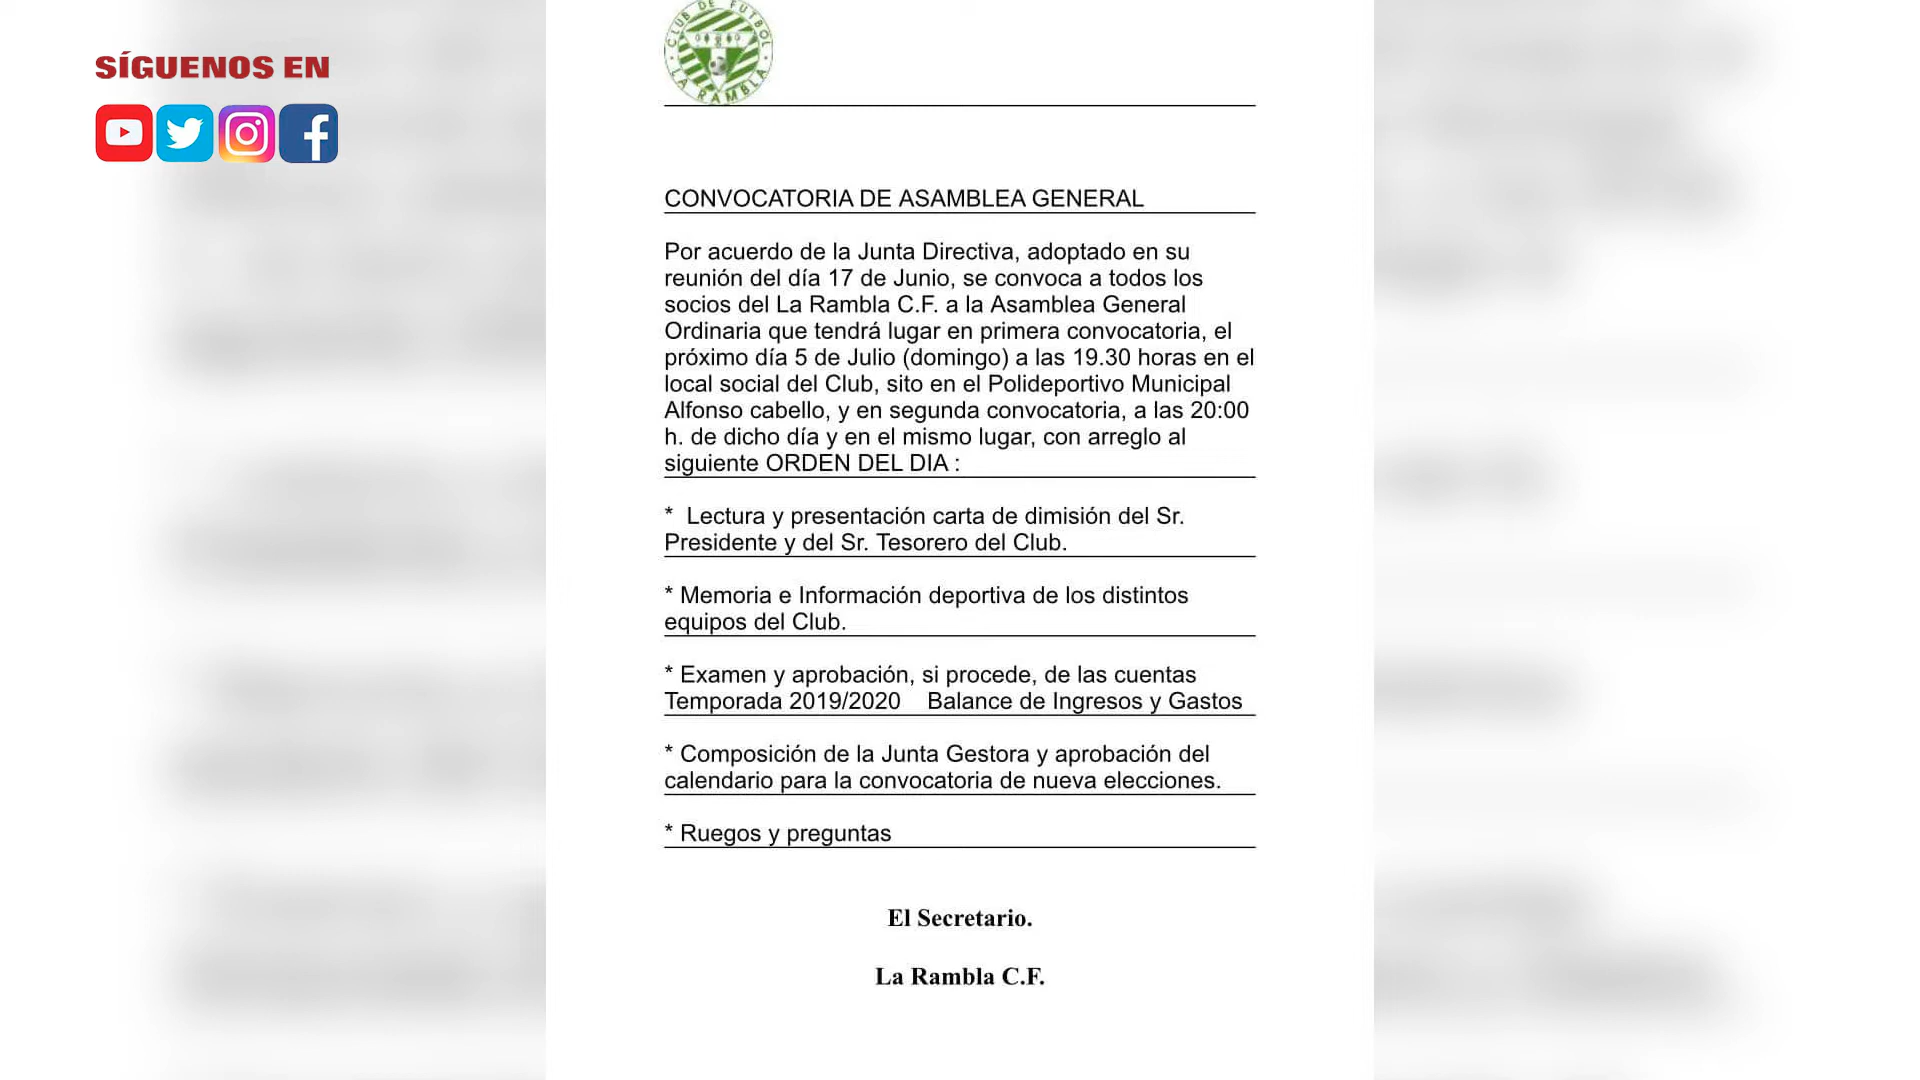 SÍGUENOS EN
CLUB DE FUTBOL
LA RAMBLA
CONVOCATORIA DE ASAMBLEA GENERAL
Por acuerdo de la Junta Directiva, adoptado en su
reunión del día 17 de Junio, se convoca a todos los
socios del La Rambla C.F. a la Asamblea General
Ordinaria que tendrá lugar en primera convocatoria, el
próximo día 5 de Julio (domingo) a las 19.30 horas en el
local social del Club, sito en el Polideportivo Municipal
Alfonso cabello, y en segunda convocatoria, a las 20:00
h. de dicho día y en el mismo lugar, con arreglo al
siguiente ORDEN DEL DIA :
* Lectura y presentación carta de dimisión del Sr.
Presidente y del Sr. Tesorero del Club.
* Memoria e Información deportiva de los distintos
equipos del Club.
* Examen y aprobación, si procede, de las cuentas
Temporada 2019/2020 Balance de Ingresos y Gastos
* Composición de la Junta Gestora y aprobación del
calendario para la convocatoria de nueva elecciones.
* Ruegos y preguntas
El Secretario.
La Rambla C.F.